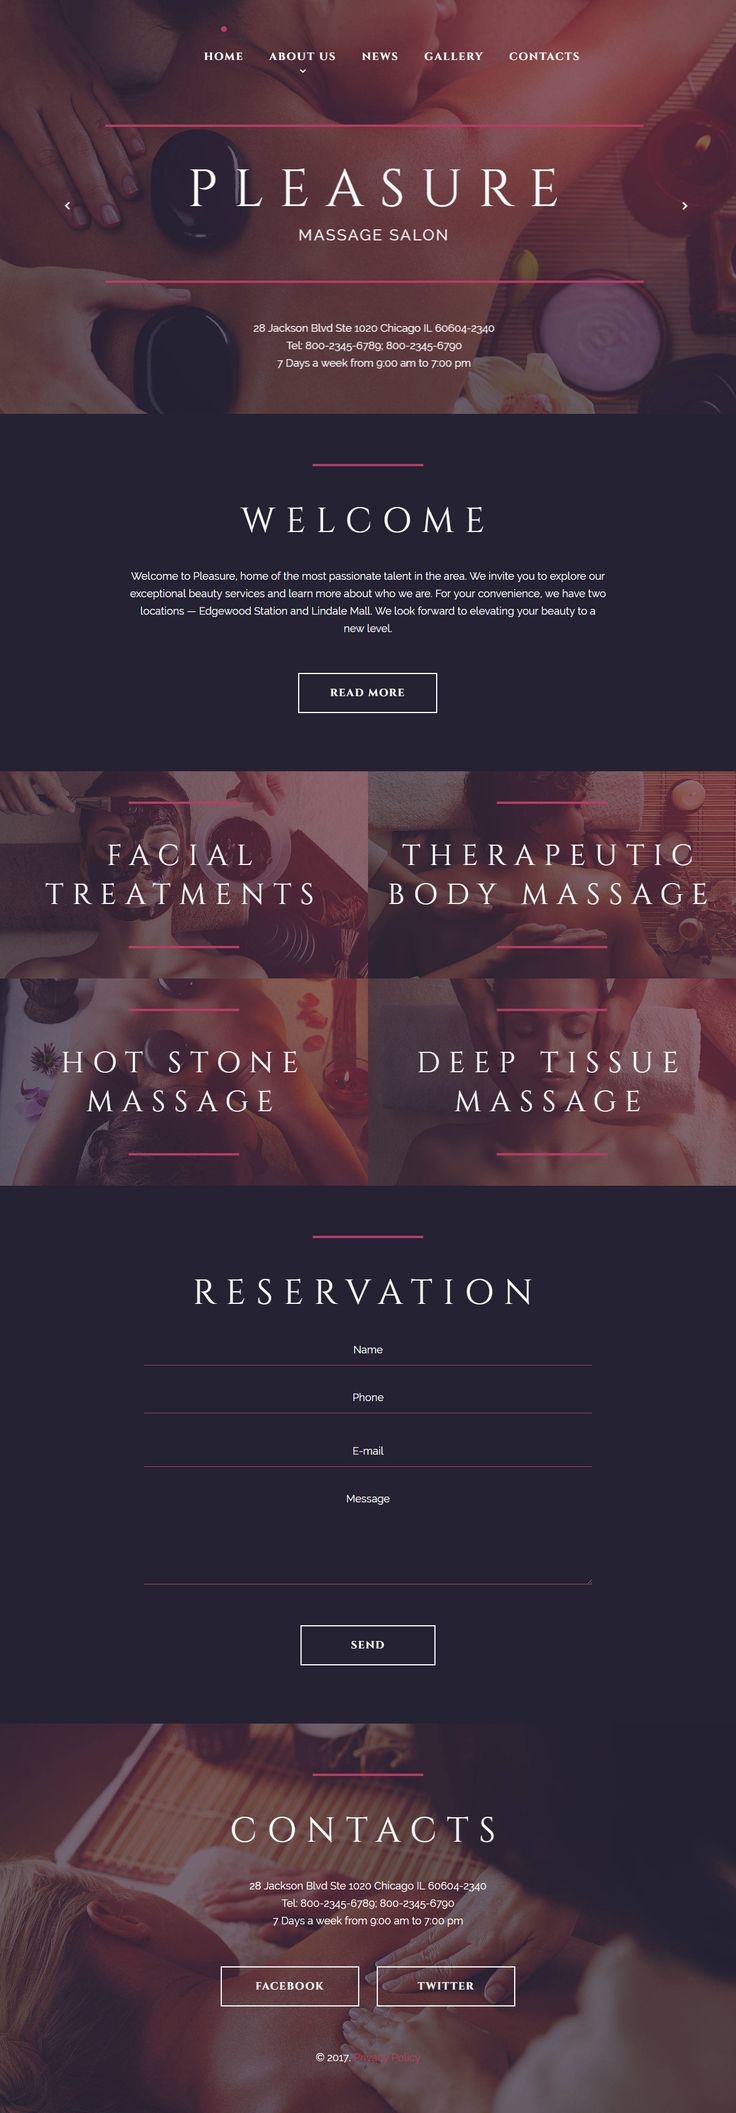 HOME ABOUT US NEWS GALLERY CONTACTS
PLEASURE
MASSAGE SALON
28 Jackson Blvd Ste 1020 Chicago IL 60604-2340
Tel: 800-2345-6789; 800-2345-6790
7 Days a week from 9:00 am to 7:00 pm
WELCOME
Welcome to Pleasure, home of the most passionate talent in the area. We invite you to explore our
exceptional beauty services and learn more about who we are. For your convenience, we have two
locations — Edgewood Station and Lindale Mall. We look forward to elevating your beauty to a
new level.
READ MORE
FACIAL
TREATMENTS
THERAPEUTIC
BODY MASSAGE
HOT STONE
MASSAGE
DEEP TISSUE
MASSAGE
RESERVATION
Name
Phone
E-mail
Message
SEND
CONTACTS
28 Jackson Blvd Ste 1020 Chicago IL 60604-2340
Tel: 800-2345-6789; 800-2345-6790
7 Days a week from 9:00 am to 7:00 pm
FACEBOOK TWITTER
© 2017. Privacy Policy